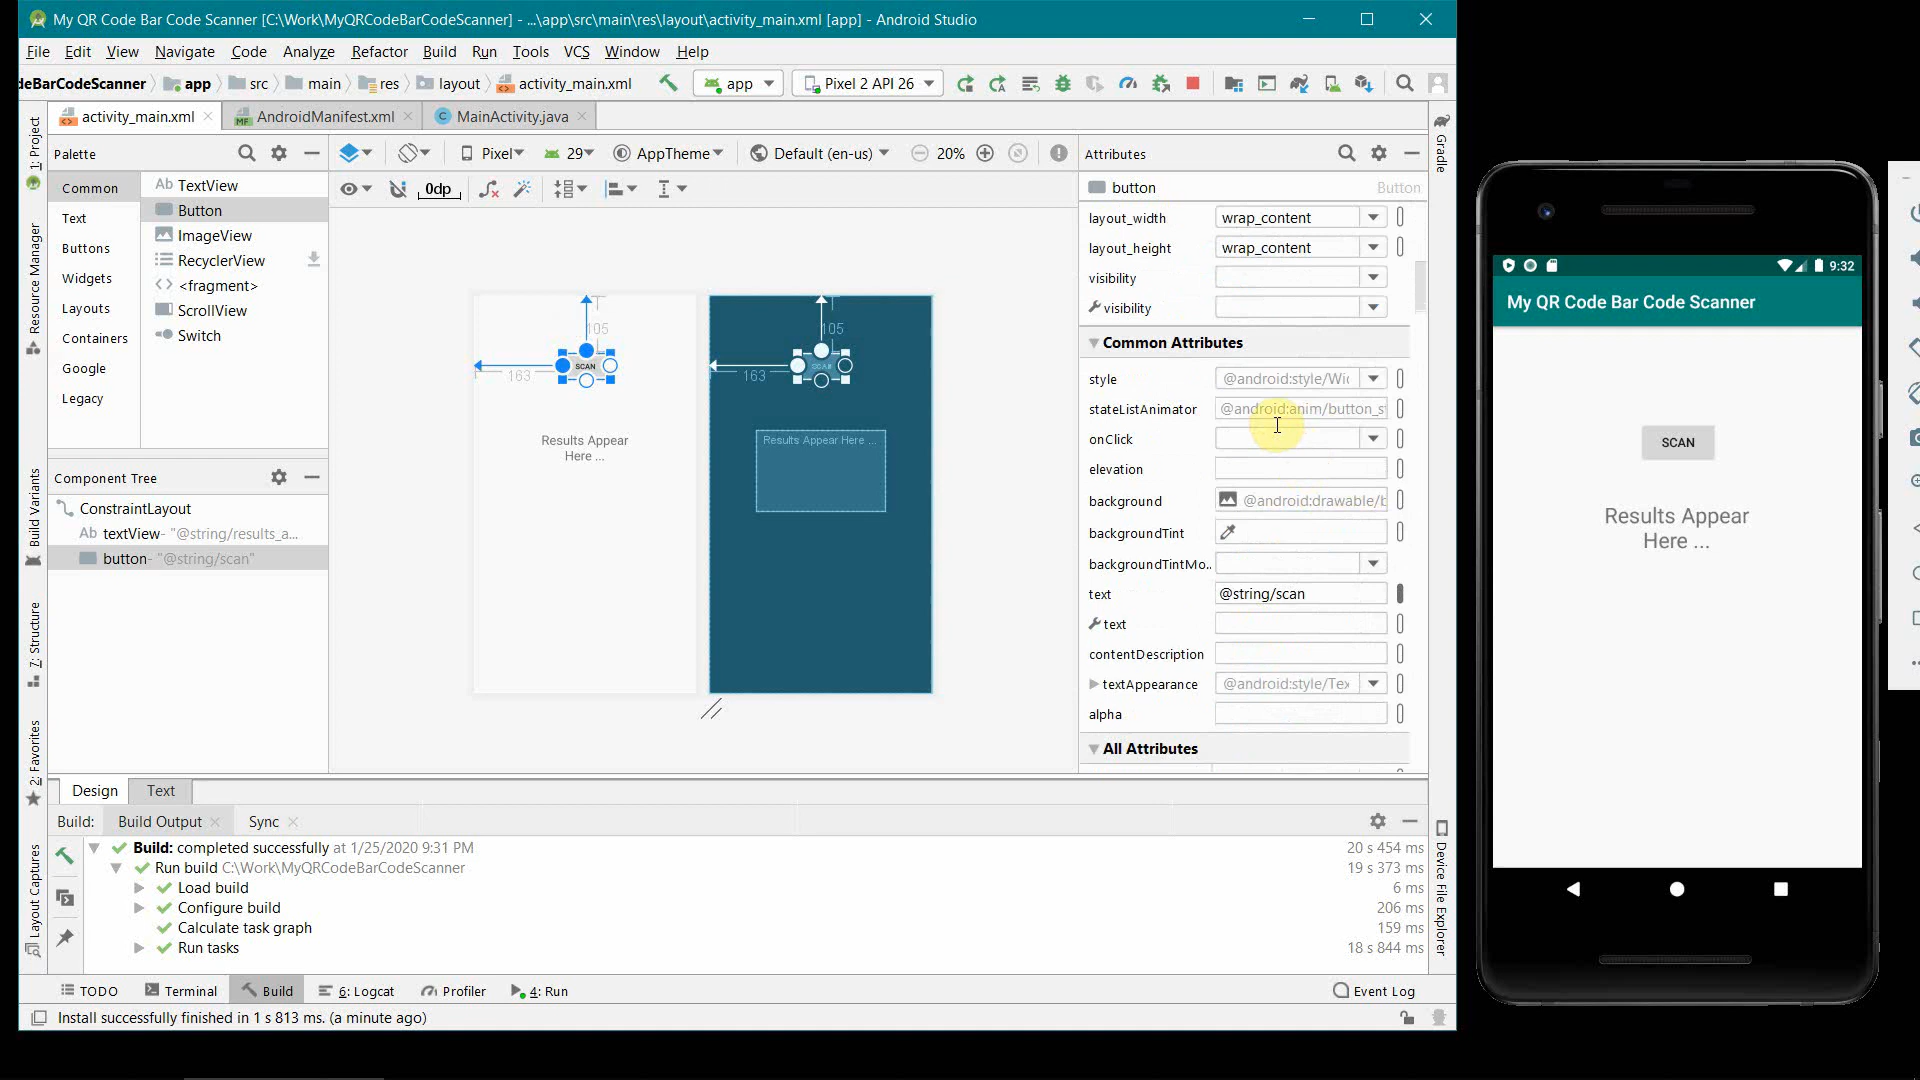 My QR Code Bar Code Scanner [C:\Work\MyQRCodeBarCodeScanner] - ...\app\src\main\res\layout\activity_main.xml [app] - Android Studio
File Edit View Navigate Code Analyze Refactor Build Run Tools VCS Window Help
deBarCodeScanner app src main res layout activity_main.xml app Pixel 2 API 26
activity_main.xml AndroidManifest.xml MainActivity.java
Palette
Common
Text
Buttons
Widgets
Layouts
Containers
Google
Legacy
Ab TextView
Button
ImageView
RecyclerView
<fragment>
ScrollView
Switch
Pixel 29 AppTheme Default (en-us) 20%
0dp
Component Tree
ConstraintLayout
Ab textView- "@string/results_a...
button- "@string/scan"
105
163
SCAN
Results Appear
Here ...
105
163
SCAN
Results Appear Here ...
Attributes
button Button
layout_width wrap_content
layout_height wrap_content
visibility
visibility
Common Attributes
style @android:style/Wic
stateListAnimator @android:anim/button_s
onClick
elevation
background @android:drawable/b
backgroundTint
backgroundTintMo..
text @string/scan
text
contentDescription
textAppearance @android:style/Tex
alpha
All Attributes
Design Text
Build: Build Output Sync
Build: completed successfully at 1/25/2020 9:31 PM 20 s 454 ms
Run build C:\Work\MyQRCodeBarCodeScanner 19 s 373 ms
Load build 6 ms
Configure build 206 ms
Calculate task graph 159 ms
Run tasks 18 s 844 ms
TODO Terminal Build 6: Logcat Profiler 4: Run Event Log
Install successfully finished in 1 s 813 ms. (a minute ago)
1: Project
Resource Manager
Build Variants
7: Structure
2: Favorites
Layout Captures
Gradle
Device File Explorer
9:32
My QR Code Bar Code Scanner
SCAN
Results Appear
Here ...